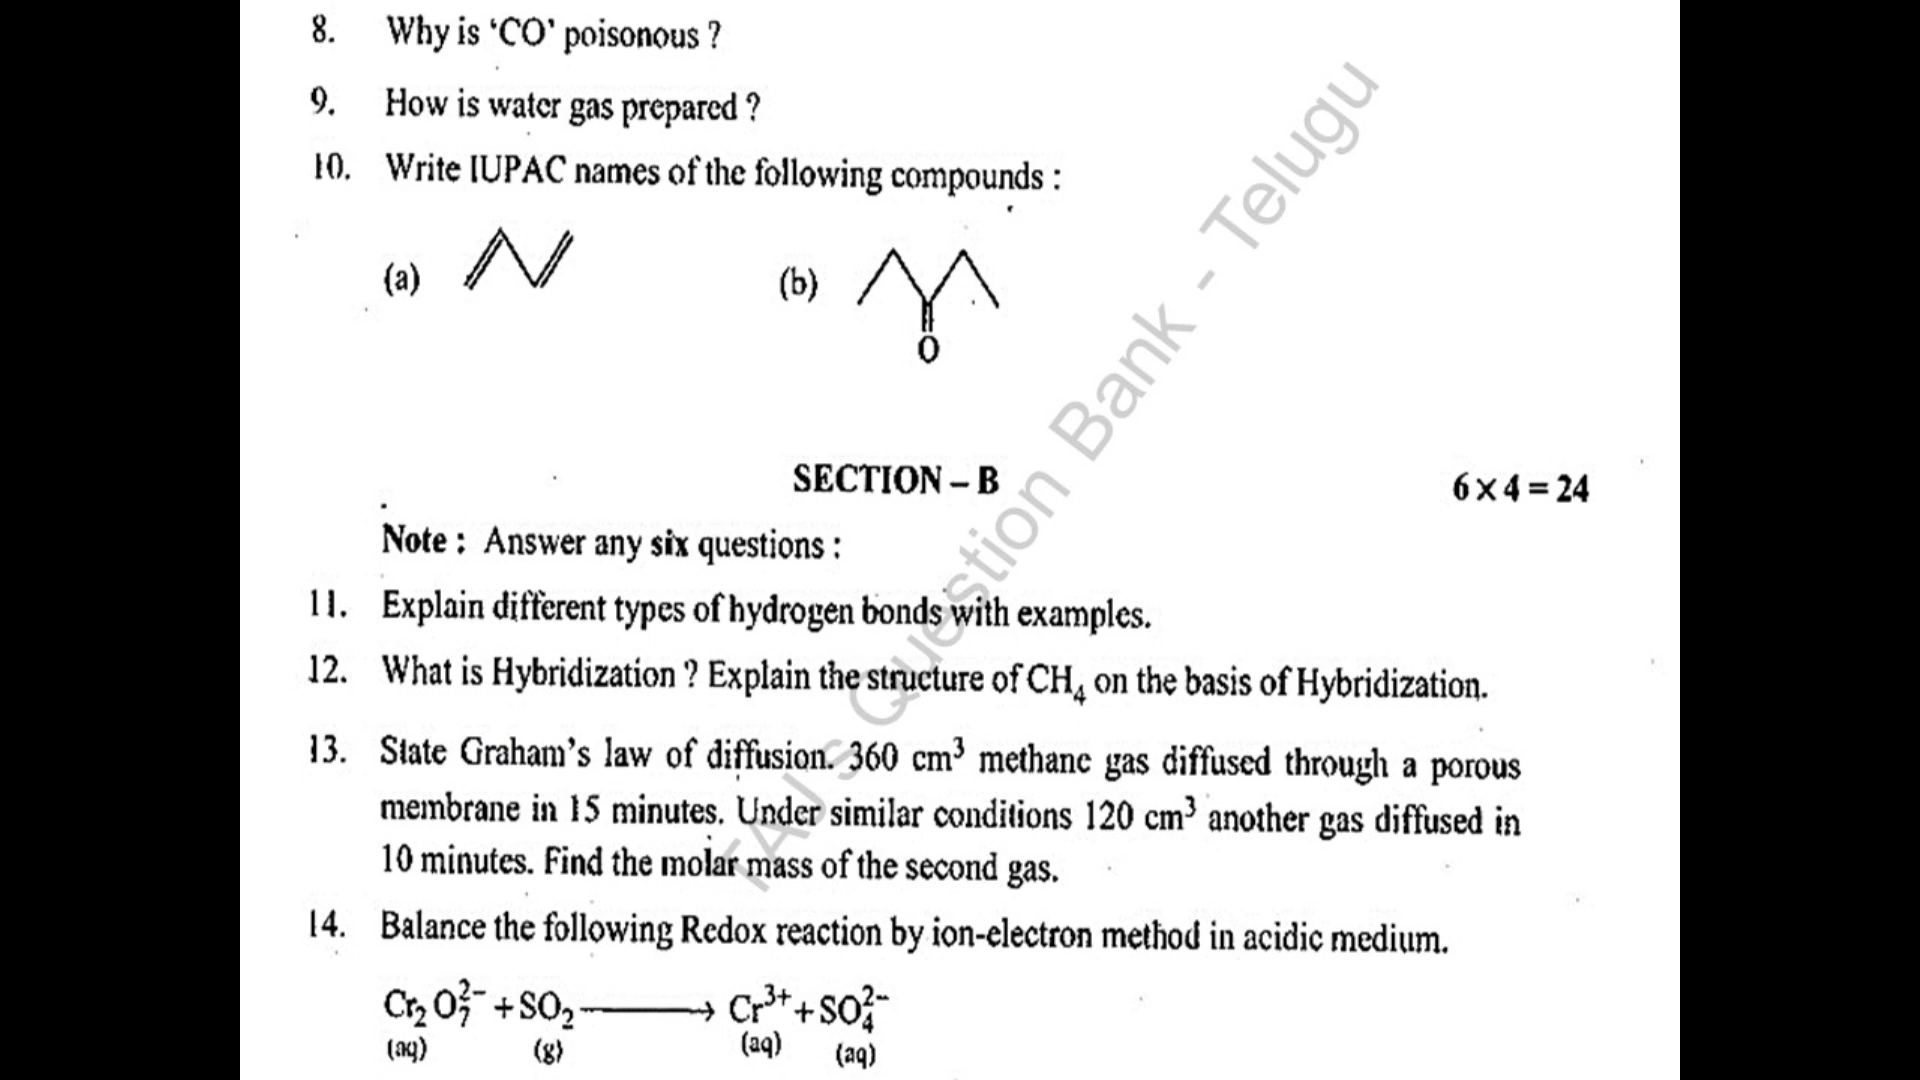 8. Why is ‘CO’ poisonous ?
9. How is water gas prepared ?
10. Write IUPAC names of the following compounds :
(a) (b)
O
SECTION – B 6 × 4 = 24
Note : Answer any six questions :
11. Explain different types of hydrogen bonds with examples.
12. What is Hybridization ? Explain the structure of CH₄ on the basis of Hybridization.
13. State Graham’s law of diffusion. 360 cm³ methane gas diffused through a porous
membrane in 15 minutes. Under similar conditions 120 cm³ another gas diffused in
10 minutes. Find the molar mass of the second gas.
14. Balance the following Redox reaction by ion-electron method in acidic medium.
Cr₂O₇²⁻ + SO₂ ⟶ Cr³⁺ + SO₄²⁻
(aq) (g) (aq) (aq)
TAJ's Question Bank - Telugu